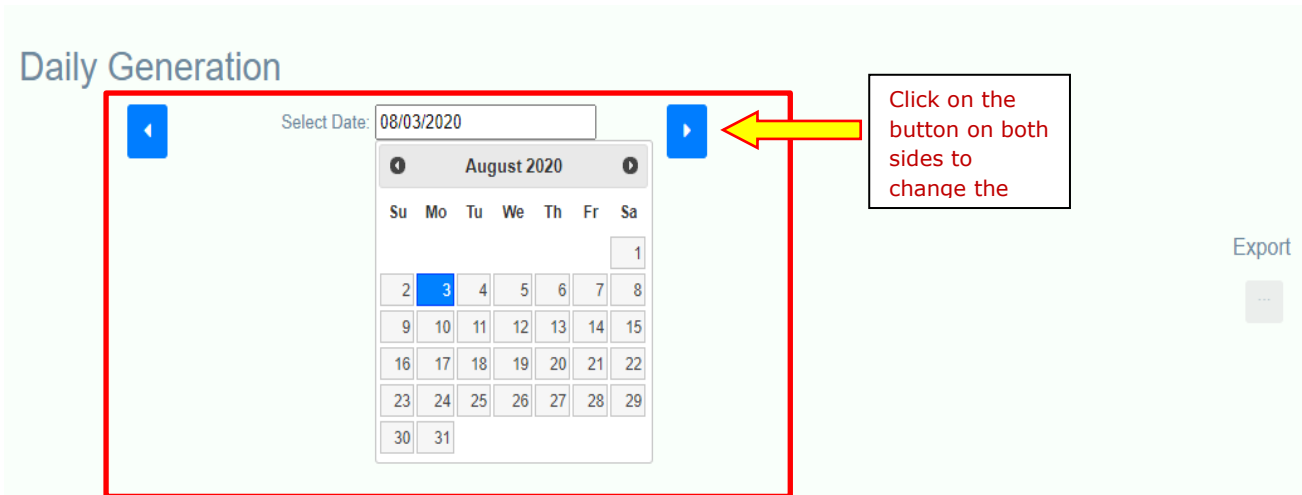 Daily Generation
Select Date: 08/03/2020
Click on the
button on both
sides to
change the
August 2020
Su Mo Tu We Th Fr Sa
1
2 3 4 5 6 7 8
9 10 11 12 13 14 15
16 17 18 19 20 21 22
23 24 25 26 27 28 29
30 31
Export
...